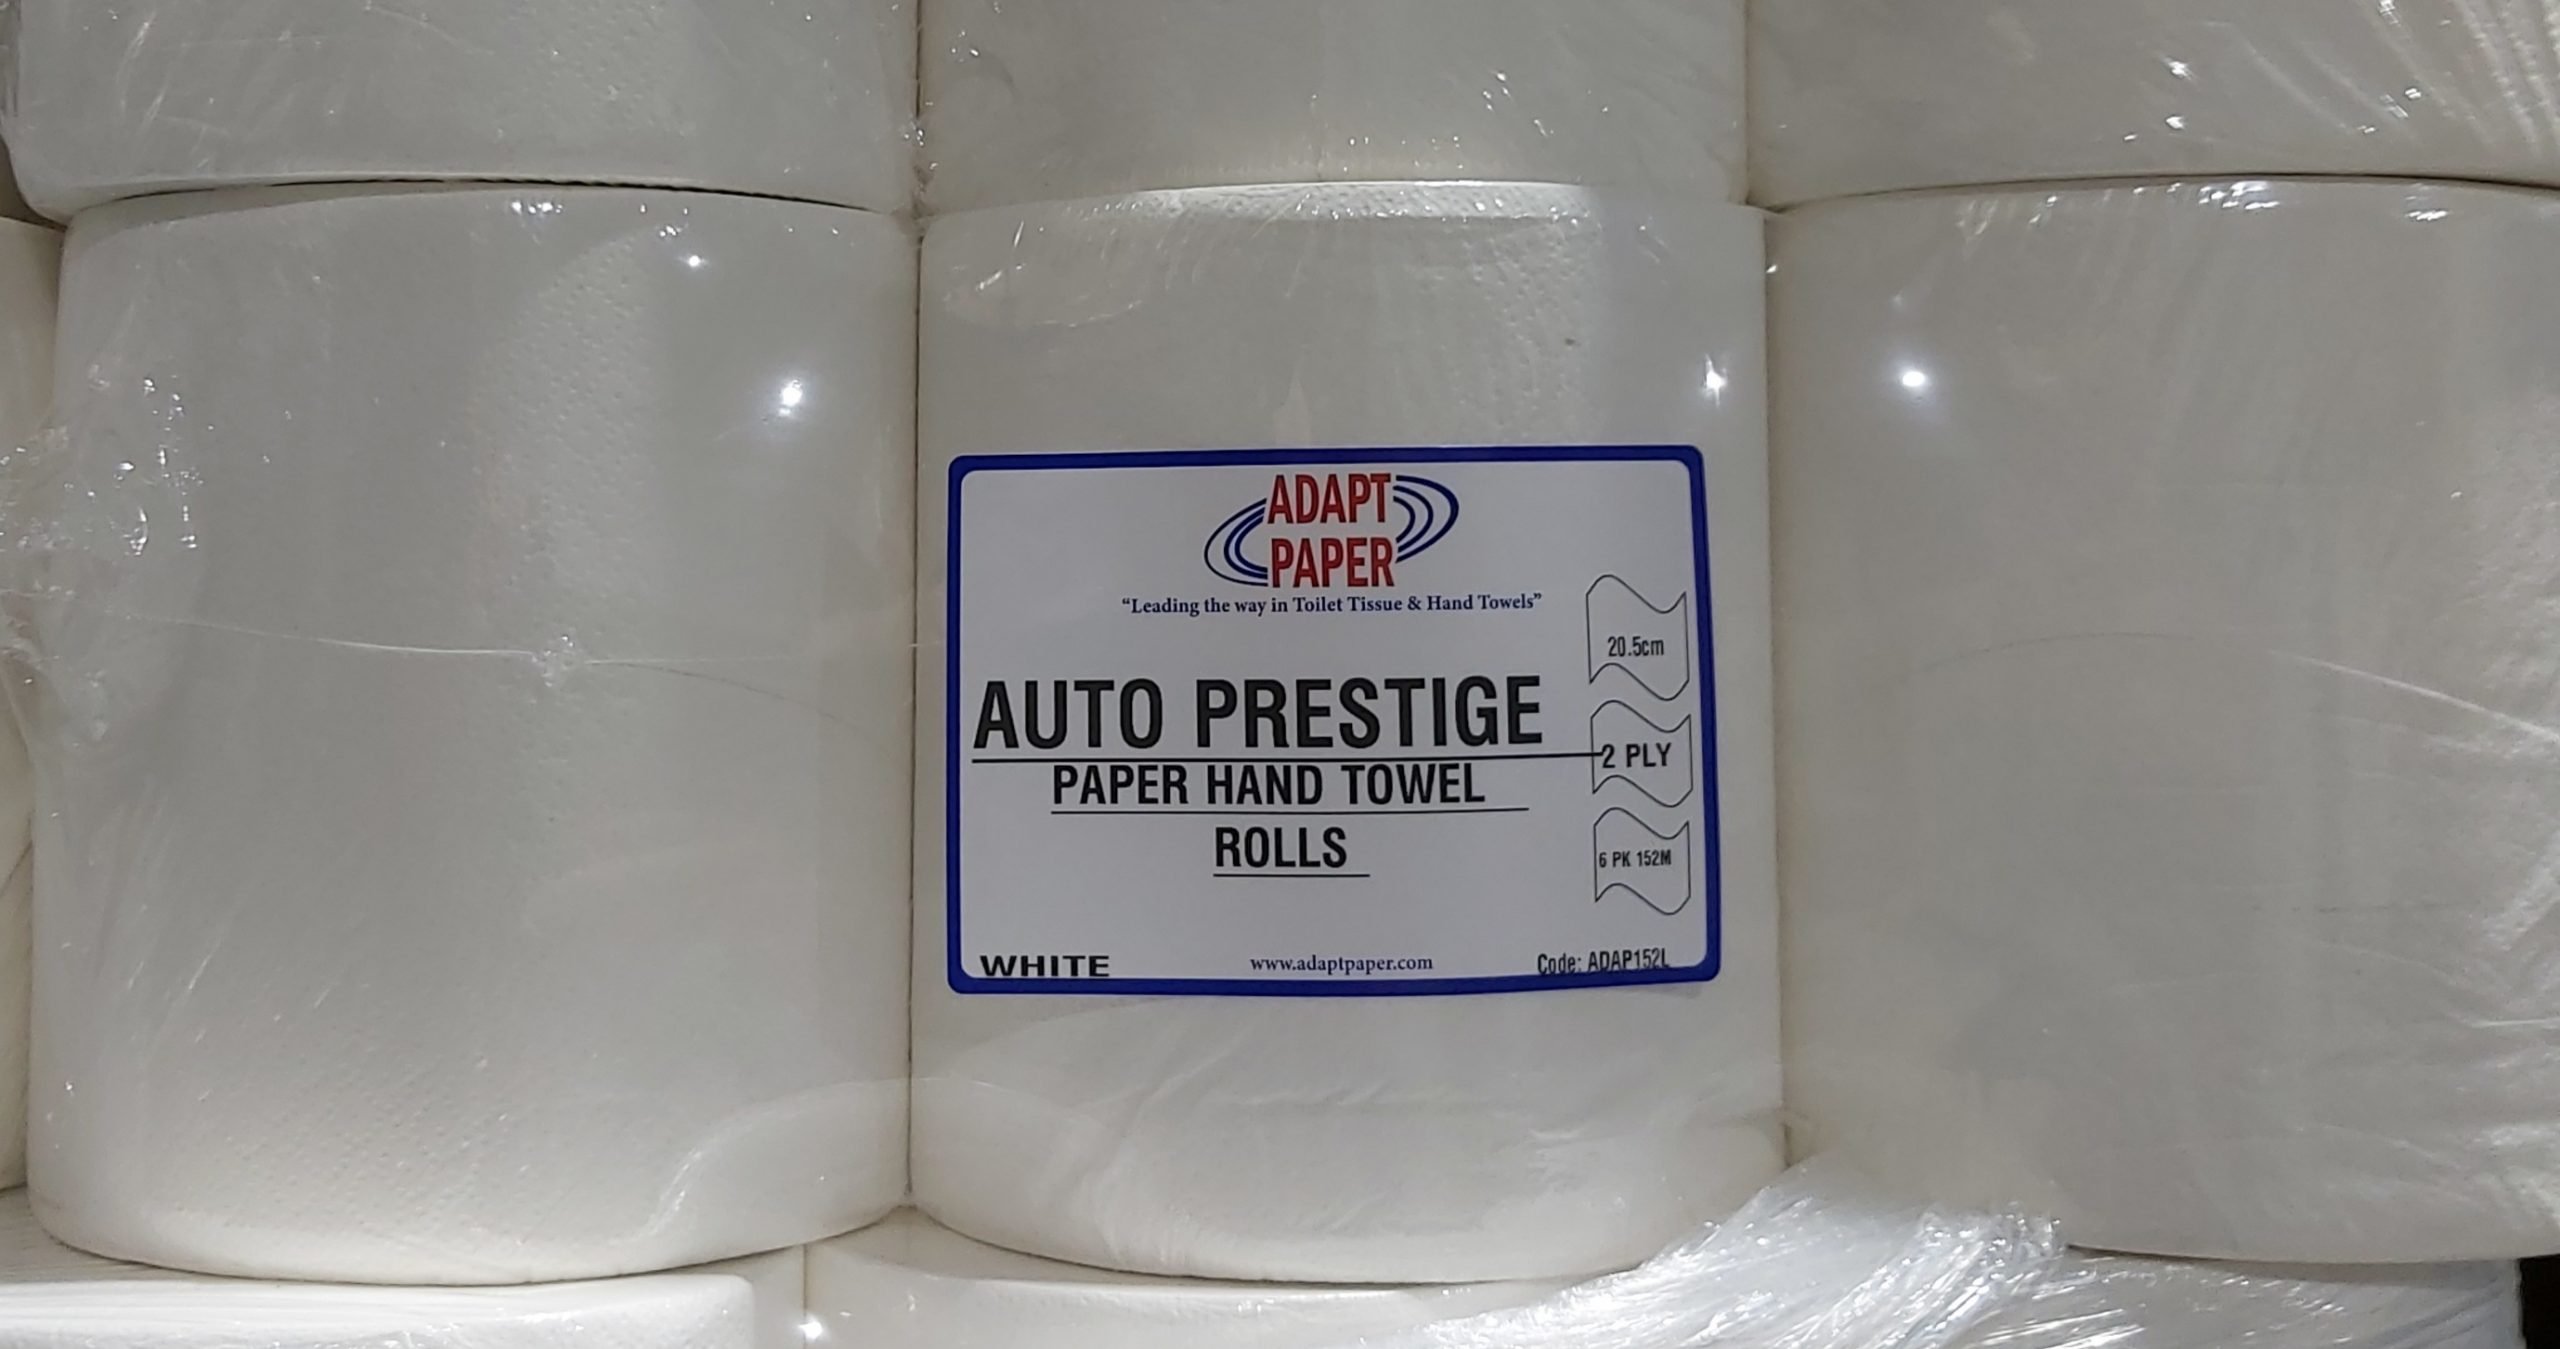 ADAPT
PAPER
“Leading the way in Toilet Tissue & Hand Towels”
20.5cm
AUTO PRESTIGE
2 PLY
PAPER HAND TOWEL
ROLLS
6 PK 152M
WHITE
www.adaptpaper.com
Code: ADAP152L